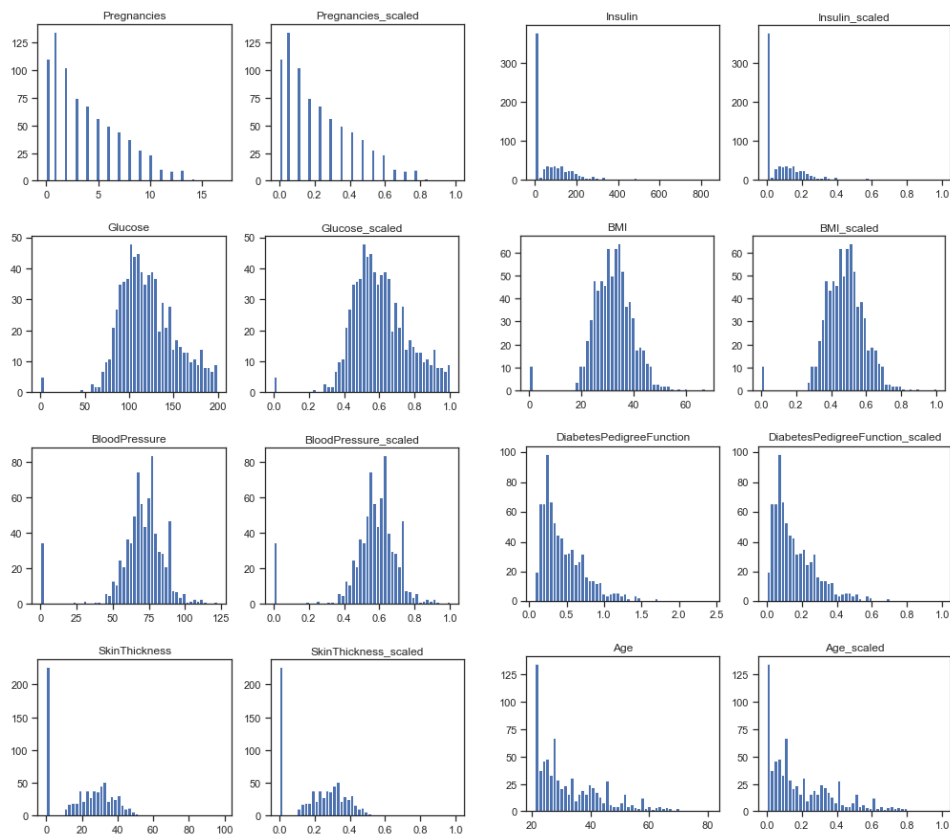 Pregnancies
125
100
75
50
25
0
0 5 10 15
Pregnancies_scaled
125
100
75
50
25
0
0.0 0.2 0.4 0.6 0.8 1.0
Insulin
300
200
100
0
0 200 400 600 800
Insulin_scaled
300
200
100
0
0.0 0.2 0.4 0.6 0.8 1.0
Glucose
50
40
30
20
10
0
0 50 100 150 200
Glucose_scaled
50
40
30
20
10
0
0.0 0.2 0.4 0.6 0.8 1.0
BMI
60
50
40
30
20
10
0
0 20 40 60
BMI_scaled
60
50
40
30
20
10
0
0.0 0.2 0.4 0.6 0.8 1.0
BloodPressure
80
60
40
20
0
0 25 50 75 100 125
BloodPressure_scaled
80
60
40
20
0
0.0 0.2 0.4 0.6 0.8 1.0
DiabetesPedigreeFunction
100
80
60
40
20
0
0.0 0.5 1.0 1.5 2.0 2.5
DiabetesPedigreeFunction_scaled
100
80
60
40
20
0
0.0 0.2 0.4 0.6 0.8 1.0
SkinThickness
200
150
100
50
0
0 20 40 60 80 100
SkinThickness_scaled
200
150
100
50
0
0.0 0.2 0.4 0.6 0.8 1.0
Age
125
100
75
50
25
0
20 40 60 80
Age_scaled
125
100
75
50
25
0
0.0 0.2 0.4 0.6 0.8 1.0